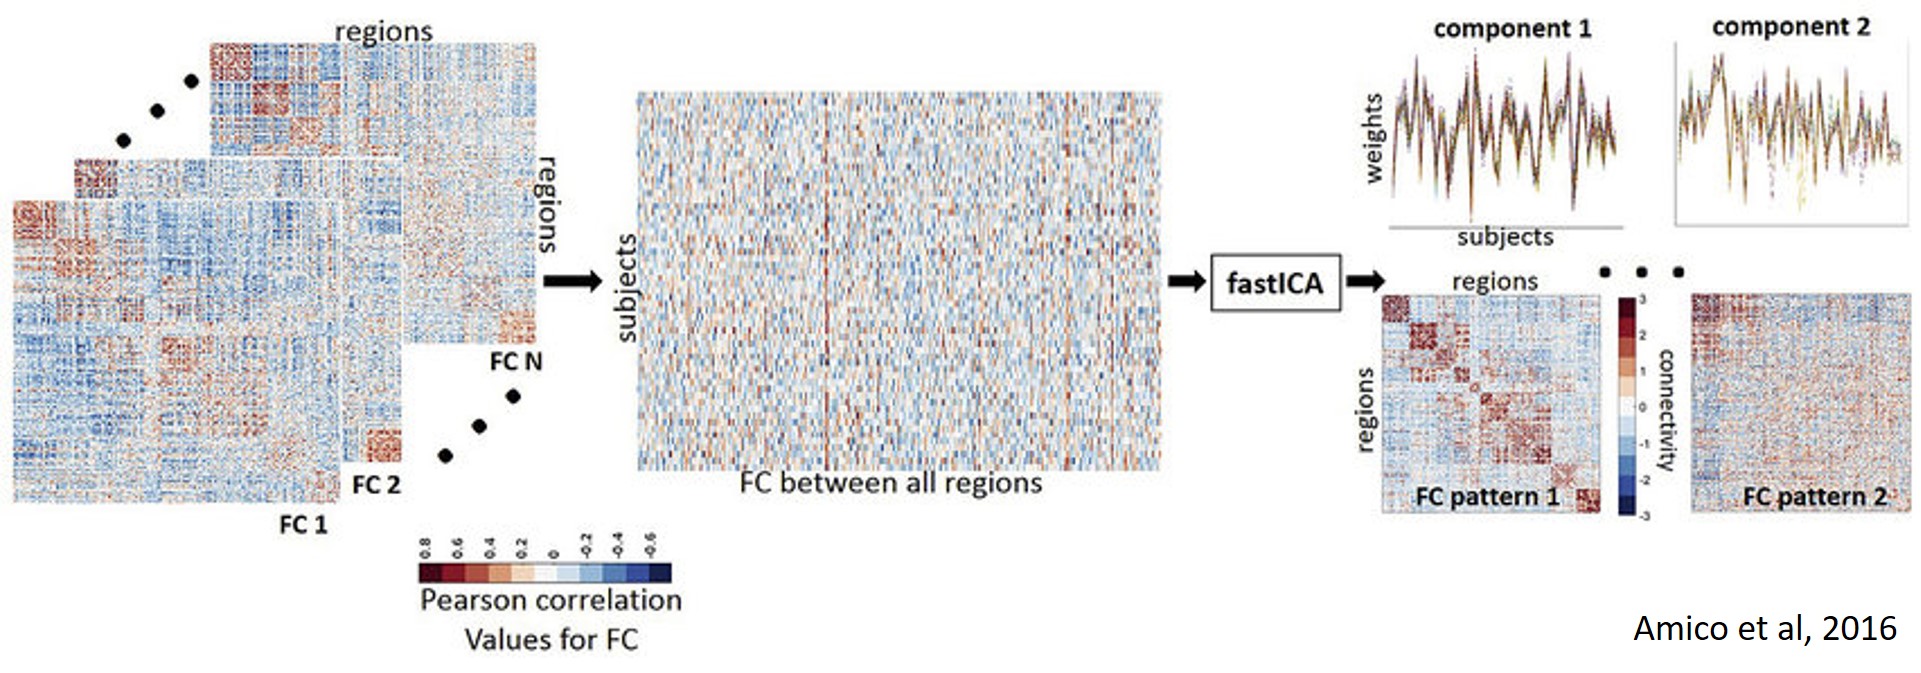 regions
regions
FC N
FC 2
FC 1
0.8 0.6 0.4 0.2 0 -0.2 -0.4 -0.6
Pearson correlation
Values for FC
subjects
FC between all regions
fastICA
component 1
weights
subjects
component 2
regions
regions
FC pattern 1
3
2
1
0
-1
-2
-3
connectivity
FC pattern 2
Amico et al, 2016